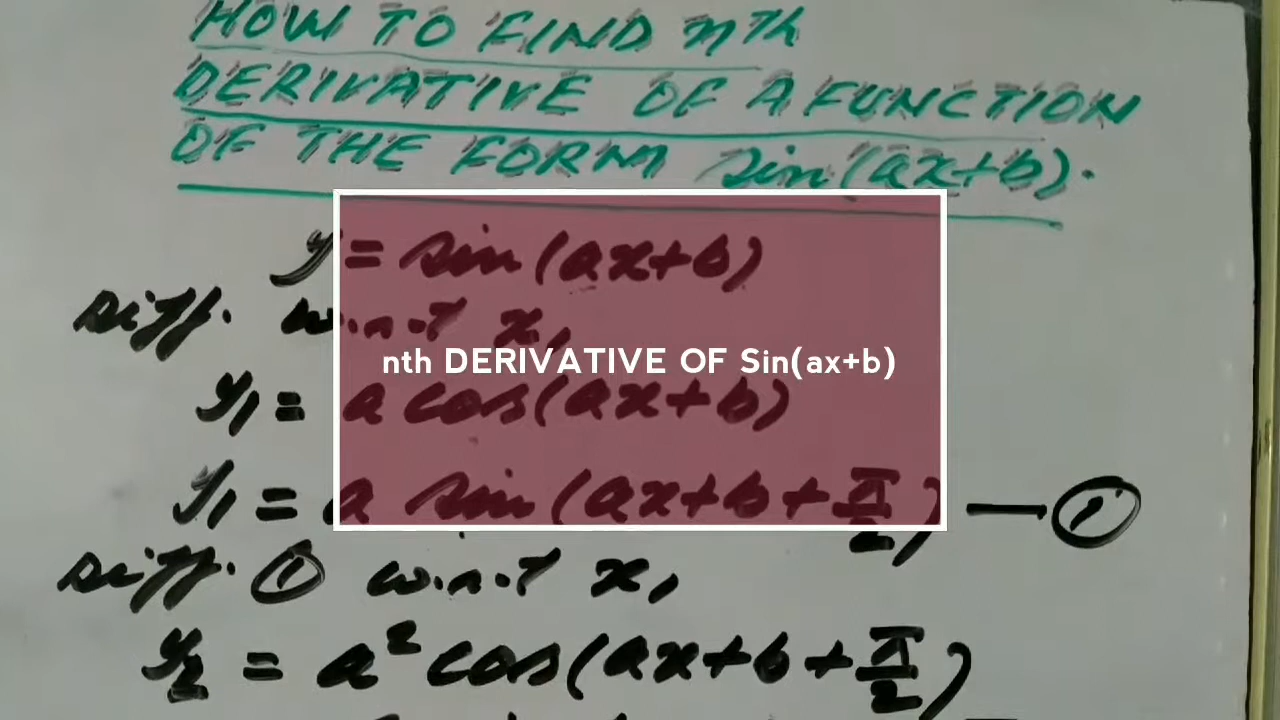 HOW TO FIND nth
DERIVATIVE OF A FUNCTION
OF THE FORM sin(ax+b).
y = sin(ax+b)
Diff. w.r.t x,
nth DERIVATIVE OF Sin(ax+b)
y₁ = a cos(ax+b)
y₁ = a sin(ax+b+π/2) — ①
Diff. ① w.r.t x,
y₂ = a² cos(ax+b+π/2)